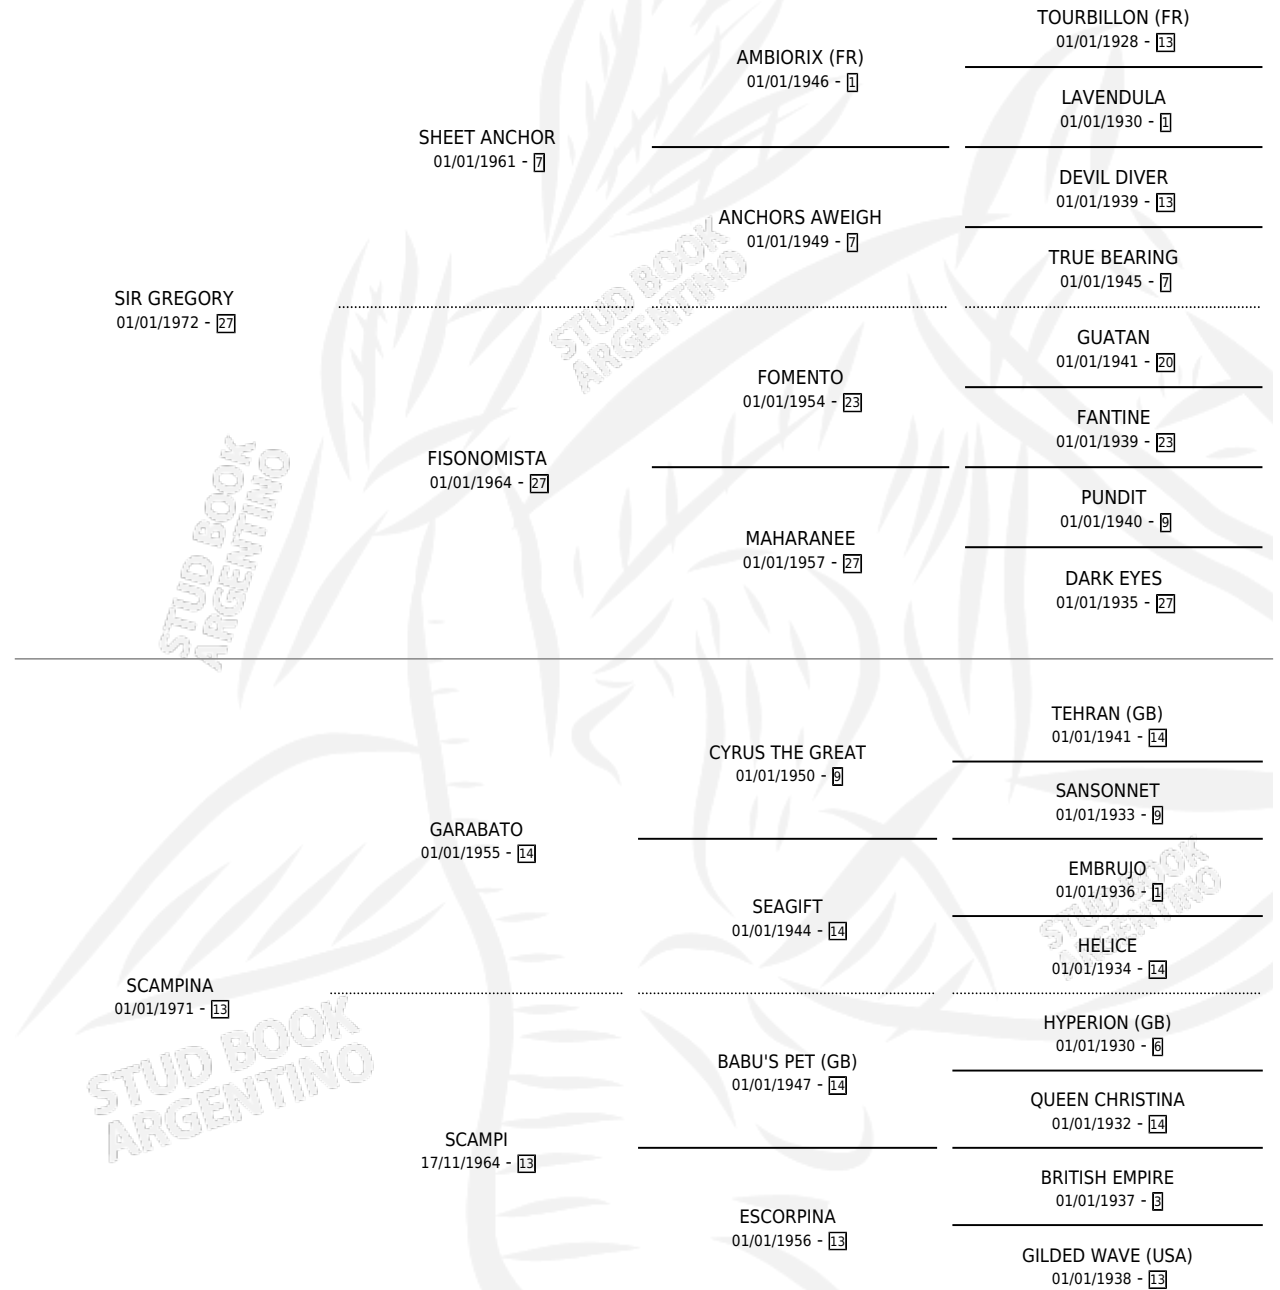 TOURBILLON (FR)
01/01/1928 - 13
AMBIORIX (FR)
01/01/1946 - 1
LAVENDULA
01/01/1930 - 1
SHEET ANCHOR
01/01/1961 - 7
DEVIL DIVER
01/01/1939 - 13
ANCHORS AWEIGH
01/01/1949 - 7
TRUE BEARING
01/01/1945 - 7
SIR GREGORY
01/01/1972 - 27
STUD BOOK
ARGENTINO
GUATAN
01/01/1941 - 20
FOMENTO
01/01/1954 - 23
FANTINE
01/01/1939 - 23
FISONOMISTA
01/01/1964 - 27
PUNDIT
01/01/1940 - 9
MAHARANEE
01/01/1957 - 27
DARK EYES
01/01/1935 - 27
STUD BOOK
ARGENTINO
TEHRAN (GB)
01/01/1941 - 14
CYRUS THE GREAT
01/01/1950 - 9
SANSONNET
01/01/1933 - 9
GARABATO
01/01/1955 - 14
EMBRUJO
01/01/1936 - 1
SEAGIFT
01/01/1944 - 14
HELICE
01/01/1934 - 14
STUD BOOK
ARGENTINO
SCAMPINA
01/01/1971 - 13
STUD BOOK
ARGENTINO
HYPERION (GB)
01/01/1930 - 6
BABU'S PET (GB)
01/01/1947 - 14
QUEEN CHRISTINA
01/01/1932 - 14
SCAMPI
17/11/1964 - 13
BRITISH EMPIRE
01/01/1937 - 3
ESCORPINA
01/01/1956 - 13
GILDED WAVE (USA)
01/01/1938 - 13